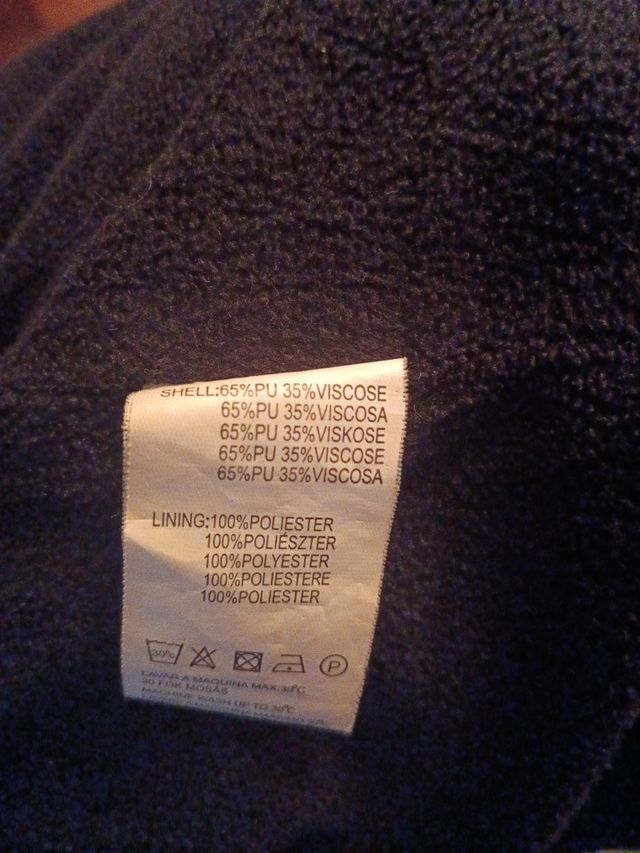 SHELL:65%PU 35%VISCOSE
65%PU 35%VISCOSA
65%PU 35%VISKOSE
65%PU 35%VISCOSE
65%PU 35%VISCOSA
LINING:100%POLIESTER
100%POLIÉSZTER
100%POLYESTER
100%POLIESTERE
100%POLIESTER
30% P
LAVAR A MAQUINA MAX.30°C
30 FOK MOSÁS
MACHINE WASH UP TO 30°C